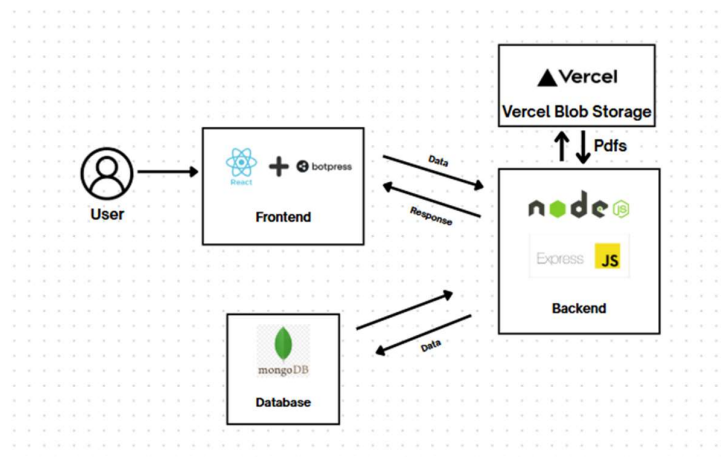 Vercel
Vercel Blob Storage
Pdfs
User
React
botpress
Frontend
Data
Response
node
JS
Express
JS
Backend
mongoDB
Database
Data